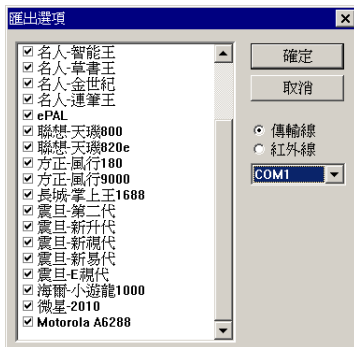 匯出選項
名人-智能王
名人-草書王
名人-金世紀
名人-連筆王
ePAL
聯想-天璣800
聯想-天璣820e
方正-風行180
方正-風行9000
長城-掌上王1688
震旦-第二代
震旦-新升代
震旦-新視代
震旦-新易代
震旦-E視代
海爾-小遊龍1000
微星-2010
Motorola A6288
確定
取消
傳輸線
紅外線
COM1